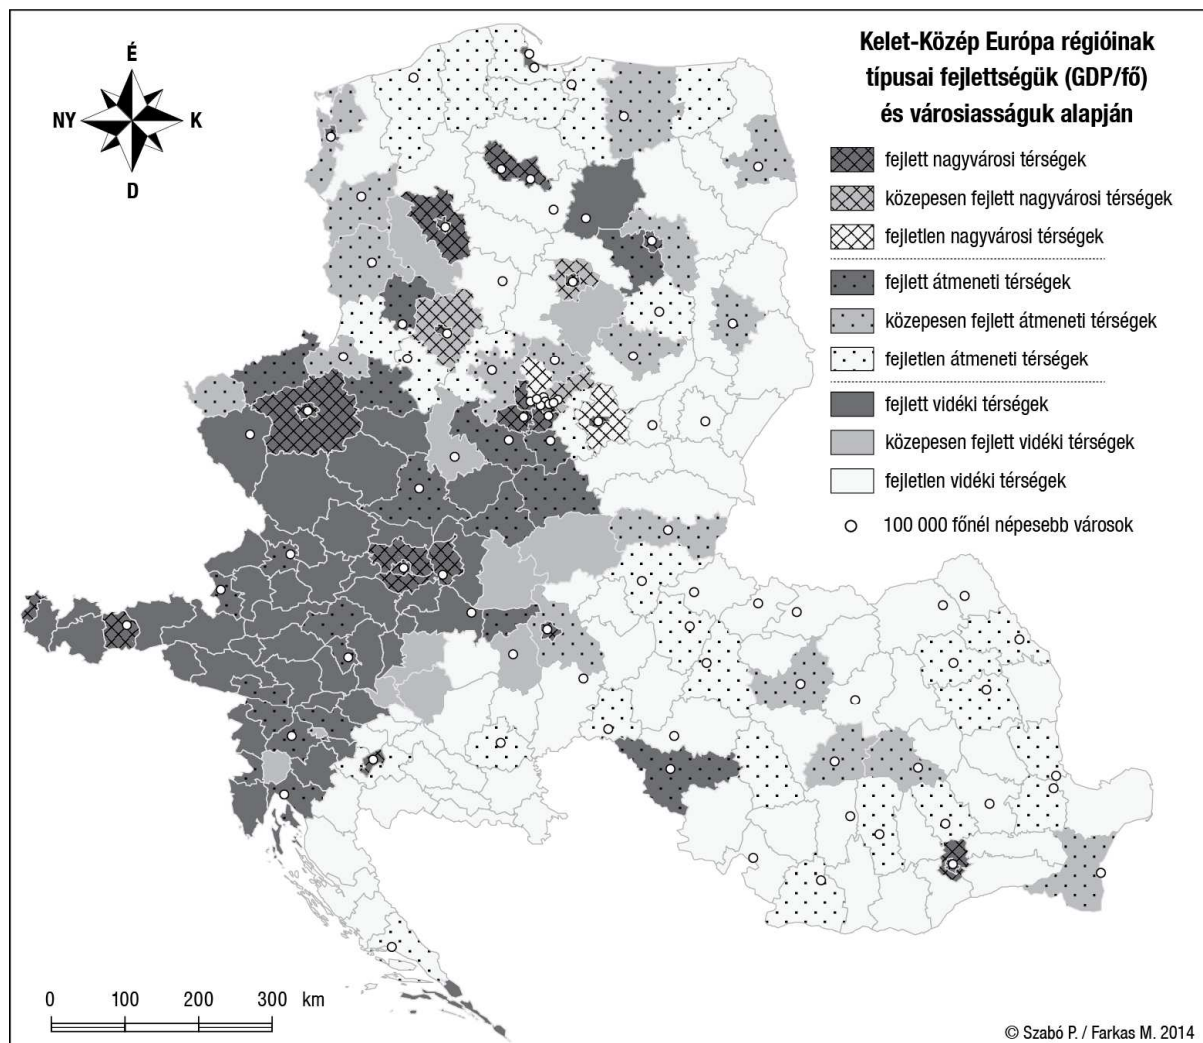 Kelet-Közép Európa régióinak
típusai fejlettségük (GDP/fő)
és városiasságuk alapján
É
NY
K
D
fejlett nagyvárosi térségek
közepesen fejlett nagyvárosi térségek
fejletlen nagyvárosi térségek
fejlett átmeneti térségek
közepesen fejlett átmeneti térségek
fejletlen átmeneti térségek
fejlett vidéki térségek
közepesen fejlett vidéki térségek
fejletlen vidéki térségek
100 000 főnél népesebb városok
0 100 200 300 km
© Szabó P. / Farkas M. 2014